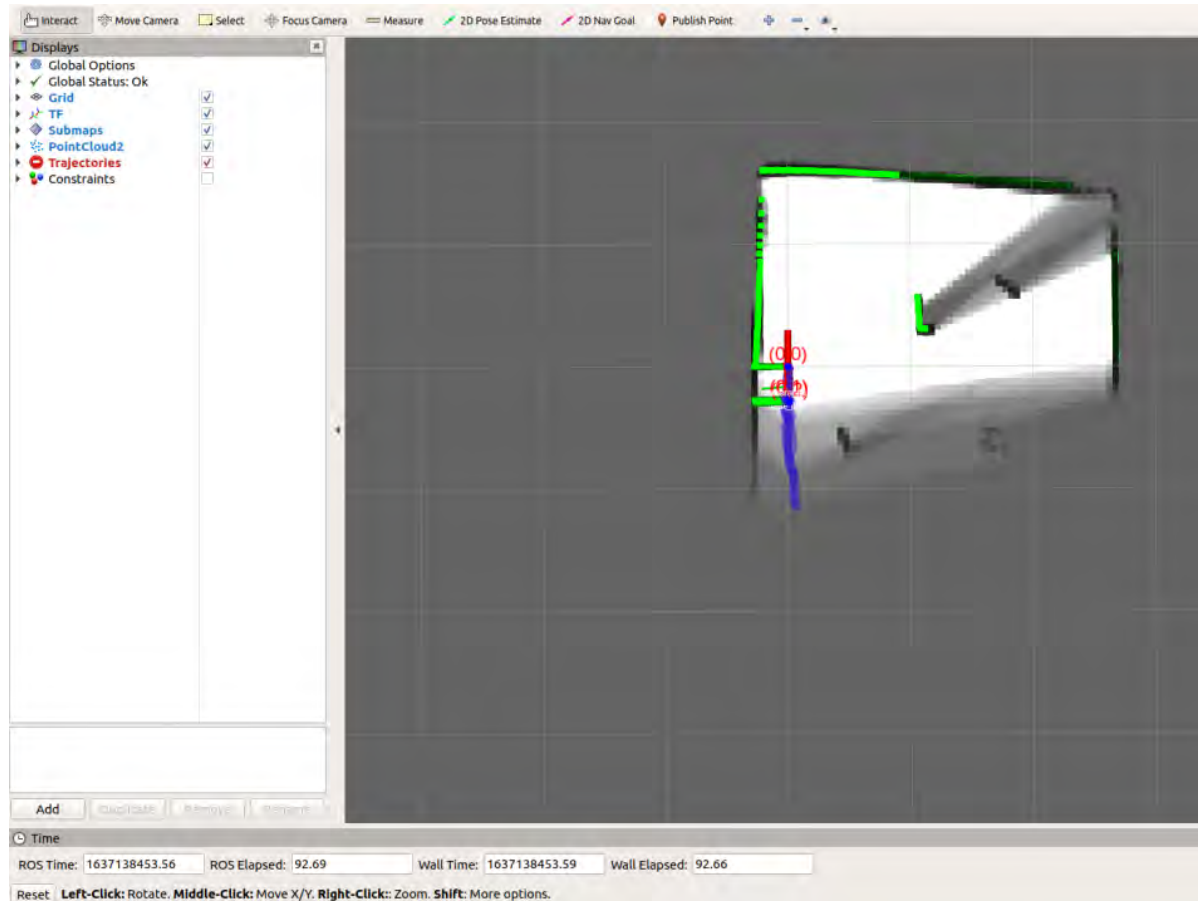 Interact Move Camera Select Focus Camera Measure 2D Pose Estimate 2D Nav Goal Publish Point
Displays
Global Options
Global Status: Ok
Grid
TF
Submaps
PointCloud2
Trajectories
Constraints
(0,0)
Add Duplicate Remove Rename
Time
ROS Time: 1637138453.56 ROS Elapsed: 92.69 Wall Time: 1637138453.59 Wall Elapsed: 92.66
Reset Left-Click: Rotate. Middle-Click: Move X/Y. Right-Click:: Zoom. Shift: More options.